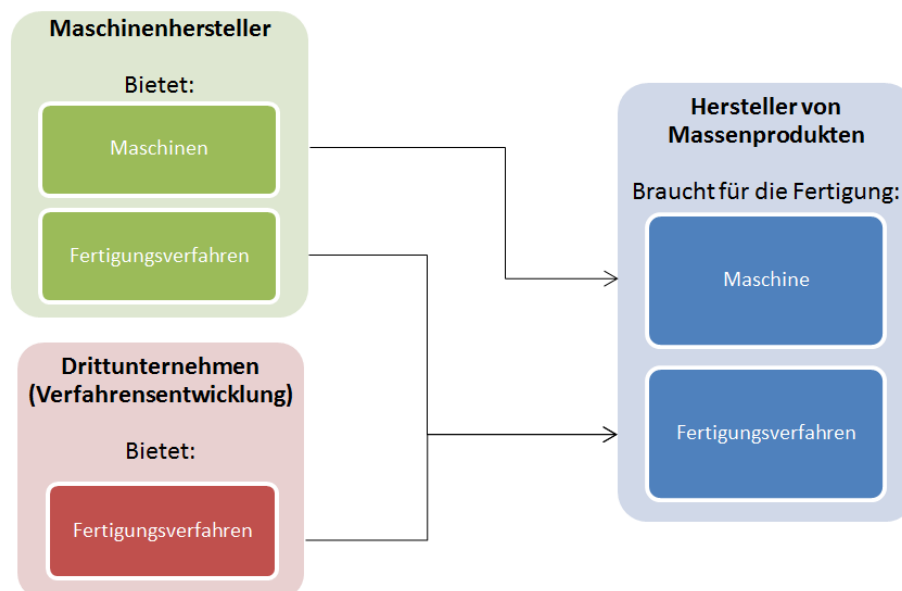 Maschinenhersteller
Bietet:
Maschinen
Fertigungsverfahren
Drittunternehmen
(Verfahrensentwicklung)
Bietet:
Fertigungsverfahren
Hersteller von
Massenprodukten
Braucht für die Fertigung:
Maschine
Fertigungsverfahren